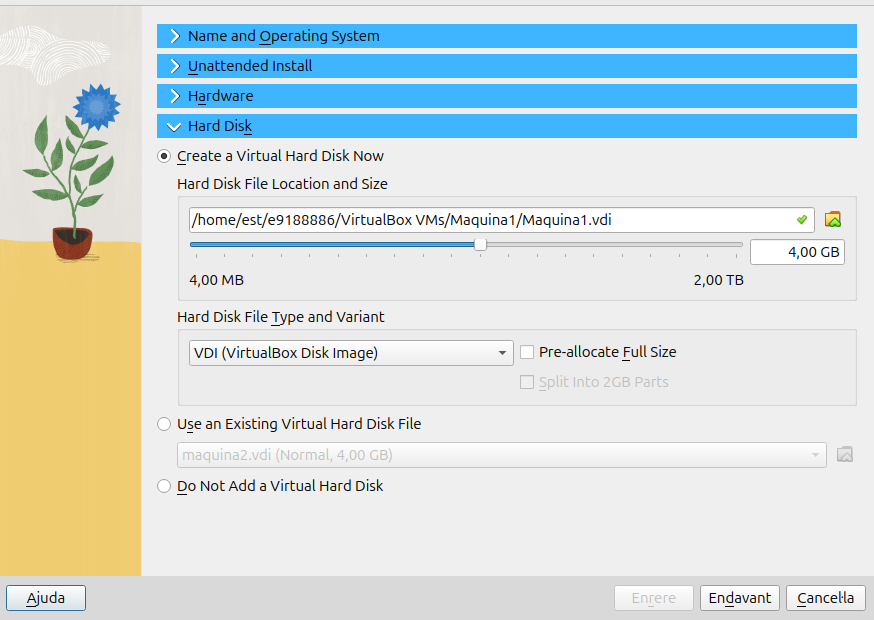 Name and Operating System
Unattended Install
Hardware
Hard Disk
Create a Virtual Hard Disk Now
Hard Disk File Location and Size
/home/est/e9188886/VirtualBox VMs/Maquina1/Maquina1.vdi
4,00 GB
4,00 MB 2,00 TB
Hard Disk File Type and Variant
VDI (VirtualBox Disk Image) Pre-allocate Full Size
Split Into 2GB Parts
Use an Existing Virtual Hard Disk File
maquina2.vdi (Normal, 4,00 GB)
Do Not Add a Virtual Hard Disk
Ajuda Enrere Endavant Cancel·la